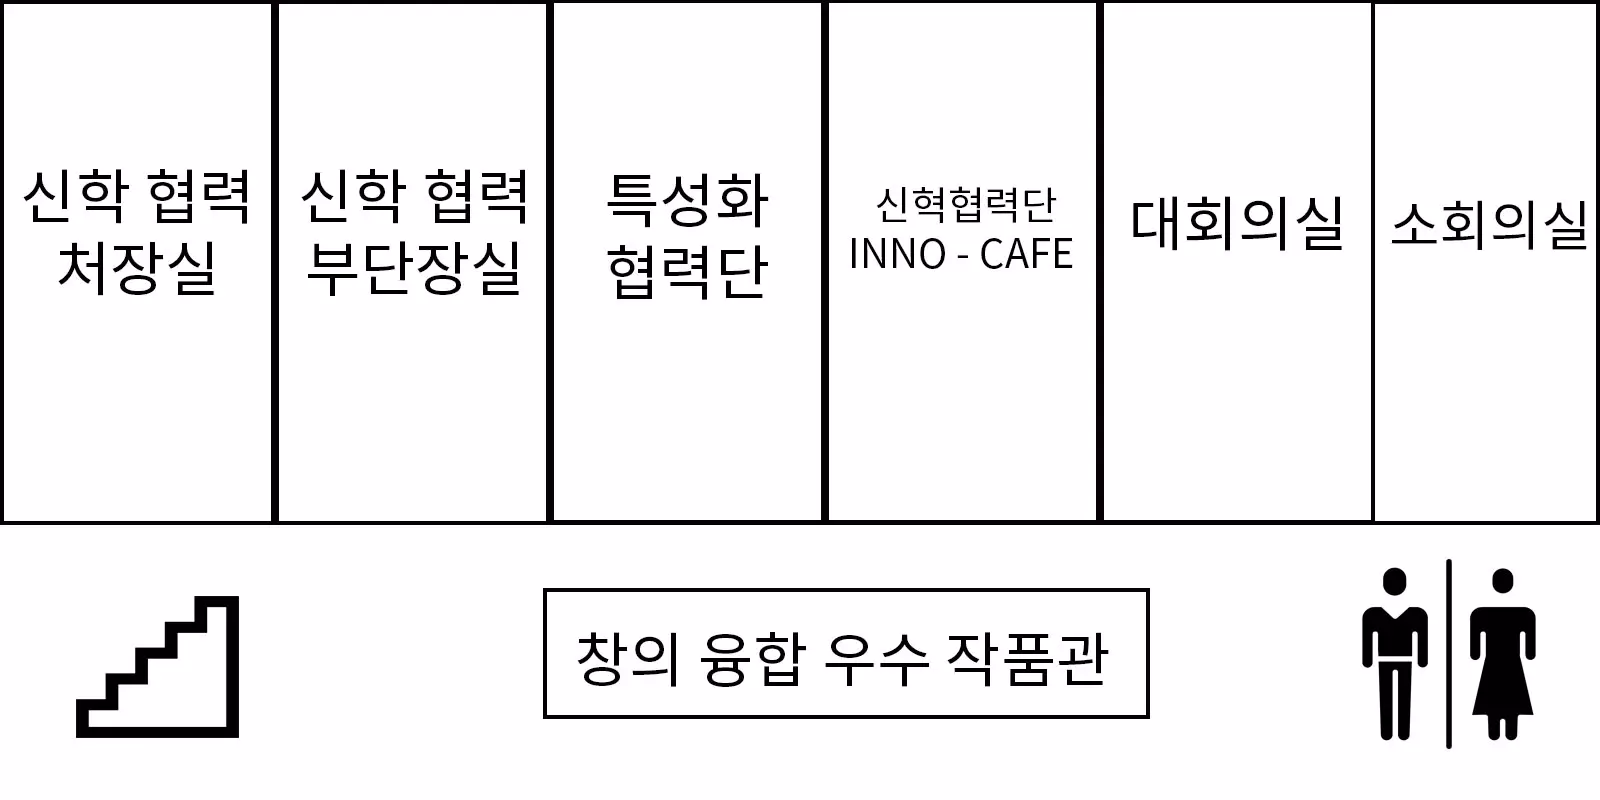 신학 협력
처장실
신학 협력
부단장실
특성화
협력단
신혁협력단
INNO - CAFE
대회의실
소회의실
창의 융합 우수 작품관